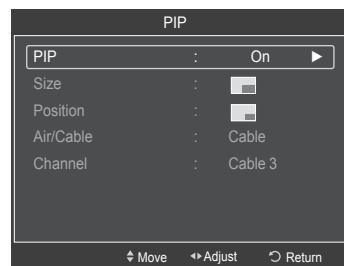 PIP
PIP : On ►
Size :
Position :
Air/Cable : Cable
Channel : Cable 3
Move Adjust Return